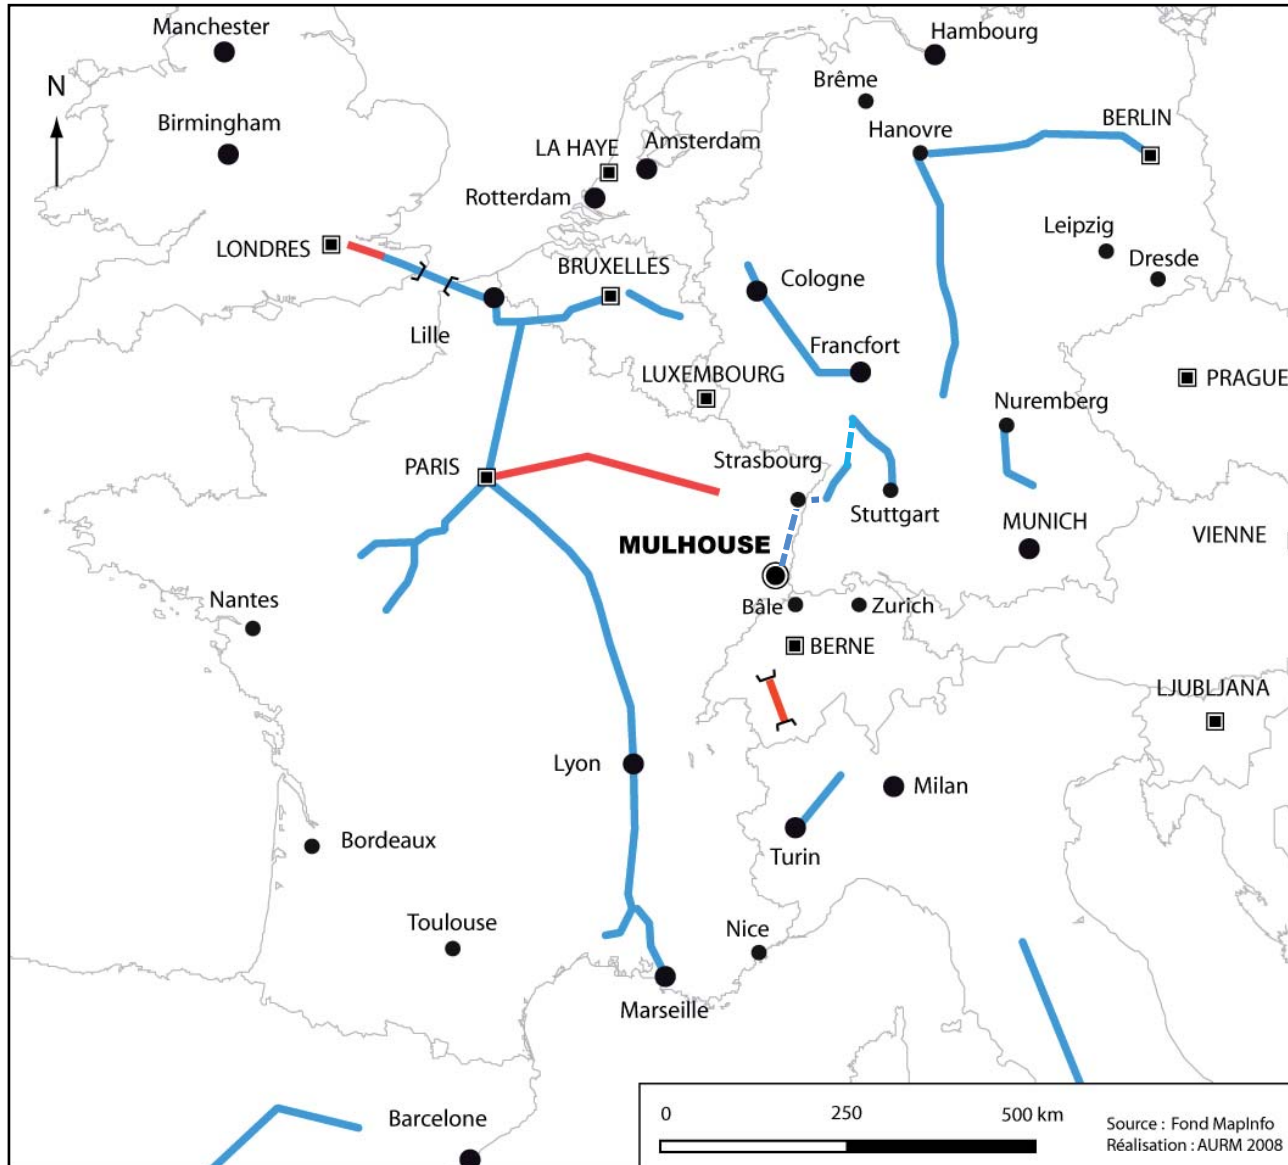 Manchester
Hambourg
N
Brême
Birmingham
BERLIN
Hanovre
LA HAYE
Amsterdam
Rotterdam
Leipzig
LONDRES
BRUXELLES
Dresde
Cologne
Lille
Francfort
LUXEMBOURG
PRAGUE
Nuremberg
PARIS
Strasbourg
Stuttgart
MUNICH
VIENNE
MULHOUSE
Nantes
Bâle
Zurich
BERNE
LJUBLJANA
Lyon
Milan
Bordeaux
Turin
Toulouse
Nice
Marseille
Barcelone
0 250 500 km
Source : Fond MapInfo
Réalisation : AURM 2008